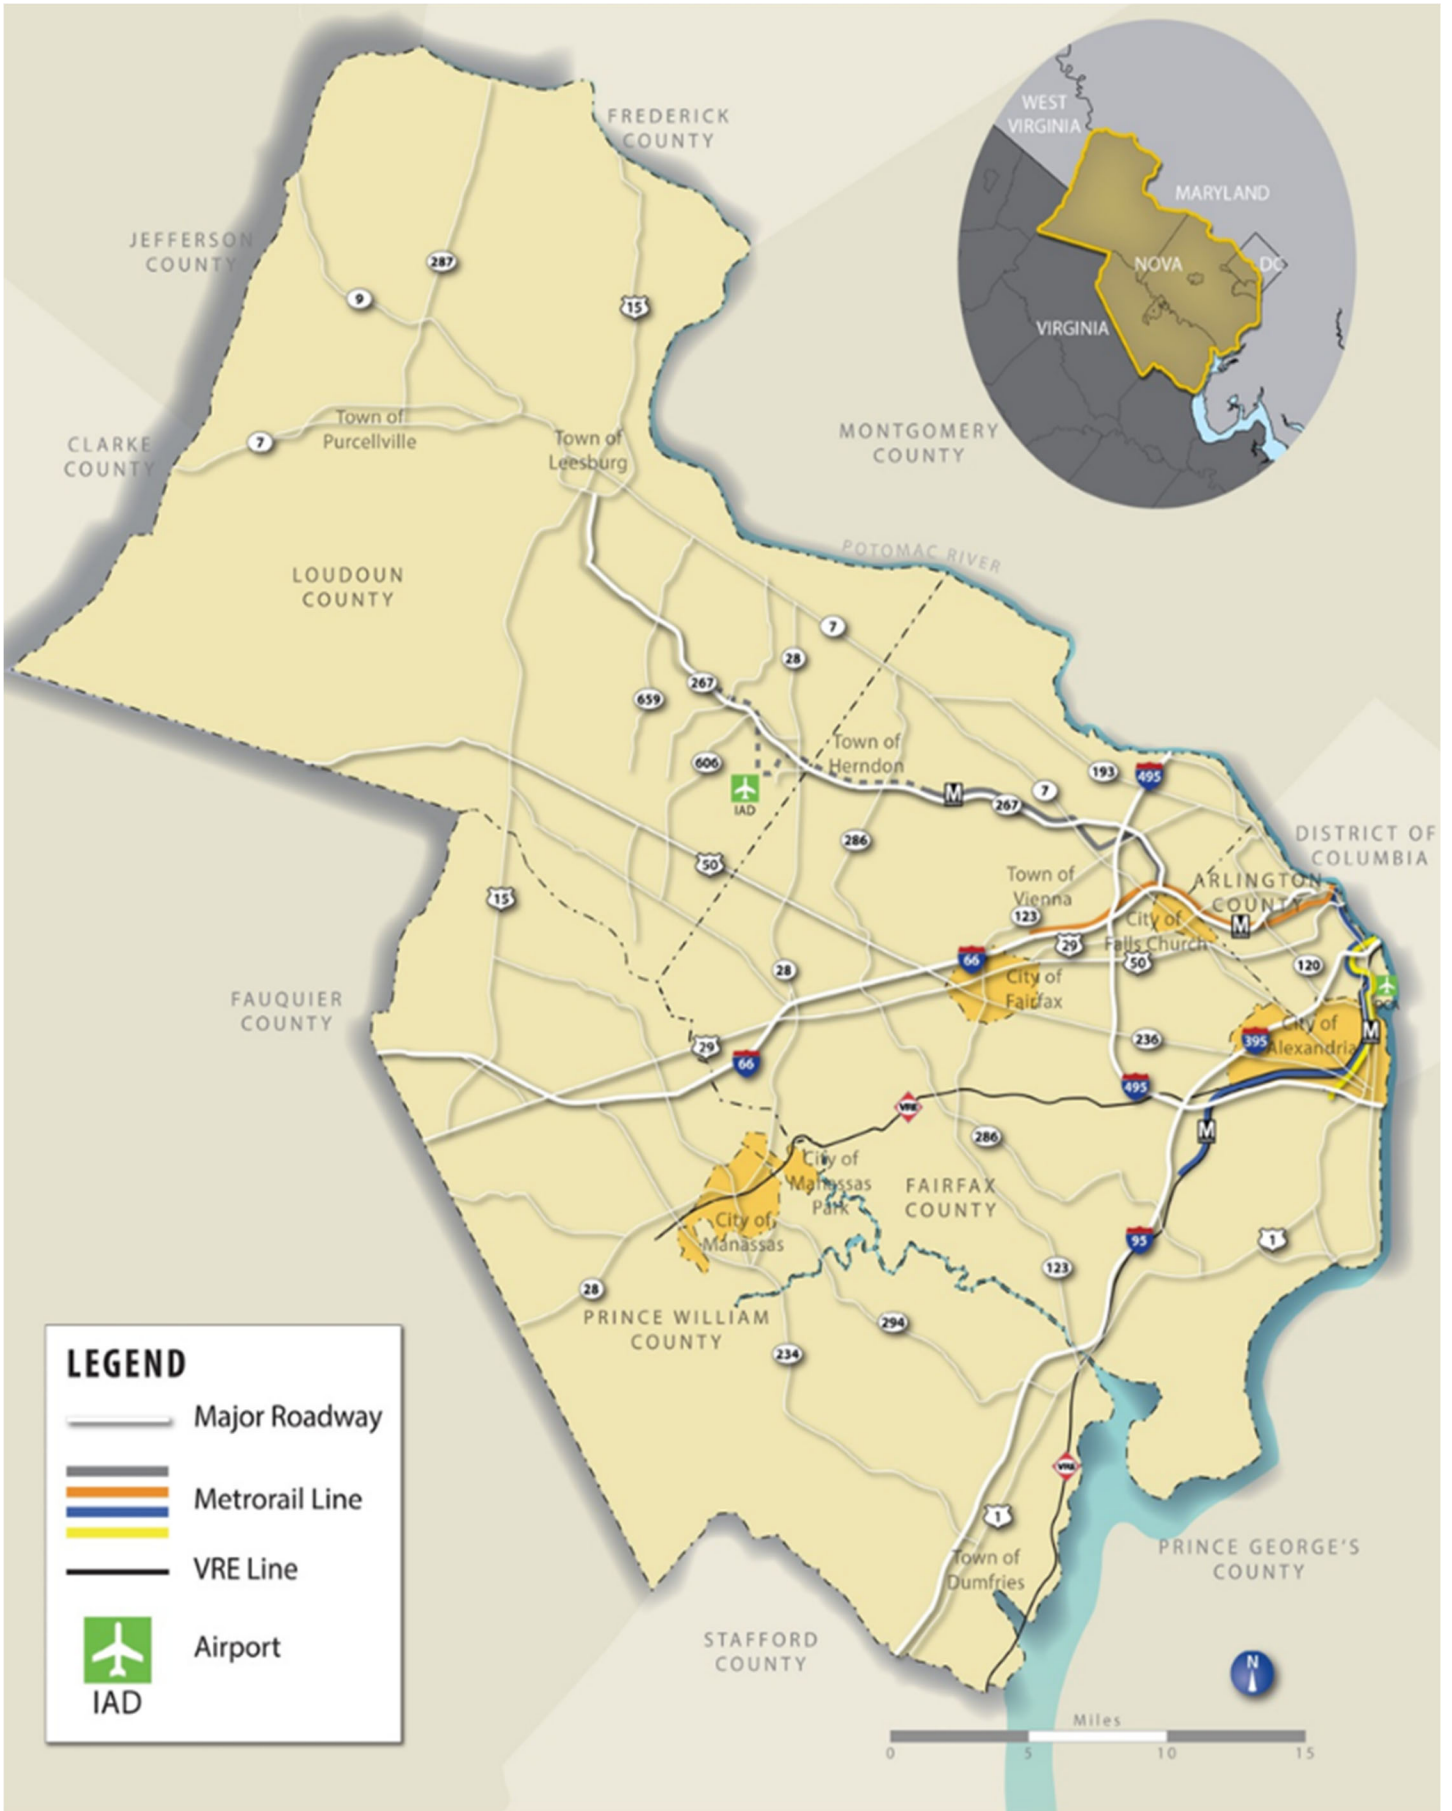 FREDERICK
COUNTY
WEST
VIRGINIA
MARYLAND
NOVA
DC
VIRGINIA
JEFFERSON
COUNTY
287
9
15
Town of
Purcellville
7
CLARKE
COUNTY
Town of
Leesburg
MONTGOMERY
COUNTY
POTOMAC RIVER
LOUDOUN
COUNTY
7
28
267
659
Town of
Herndon
606
IAD
M
267
7
193
495
286
50
15
DISTRICT OF
COLUMBIA
Town of
Vienna
ARLINGTON
COUNTY
123
City of
Falls Church
M
29
50
66
28
120
City of
Fairfax
FAUQUIER
COUNTY
29
66
236
395
City of
Alexandria
M
495
VRE
286
M
City of
Manassas
Park
FAIRFAX
COUNTY
City of
Manassas
95
1
123
28
PRINCE WILLIAM
COUNTY
294
234
VRE
1
Town of
Dumfries
PRINCE GEORGE'S
COUNTY
STAFFORD
COUNTY
LEGEND
Major Roadway
Metrorail Line
VRE Line
Airport
IAD
N
Miles
0 5 10 15